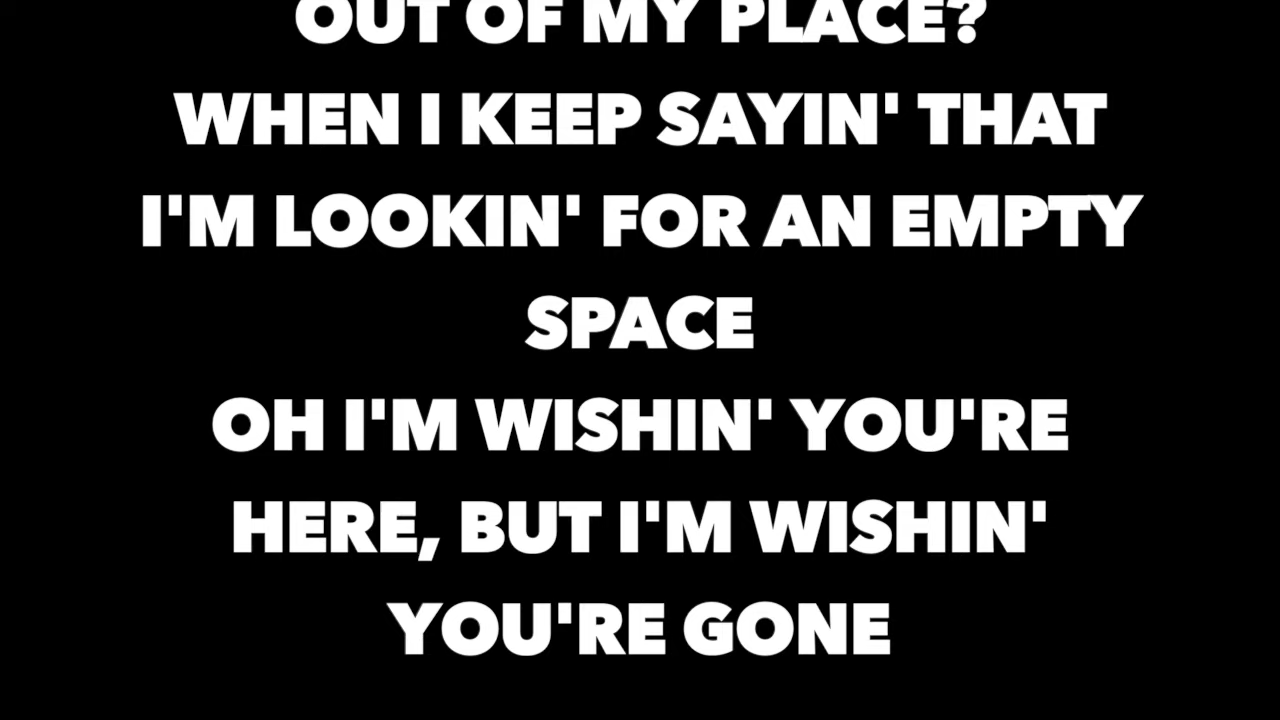 OUT OF MY PLACE?
WHEN I KEEP SAYIN' THAT
I'M LOOKIN' FOR AN EMPTY
SPACE
OH I'M WISHIN' YOU'RE
HERE, BUT I'M WISHIN'
YOU'RE GONE